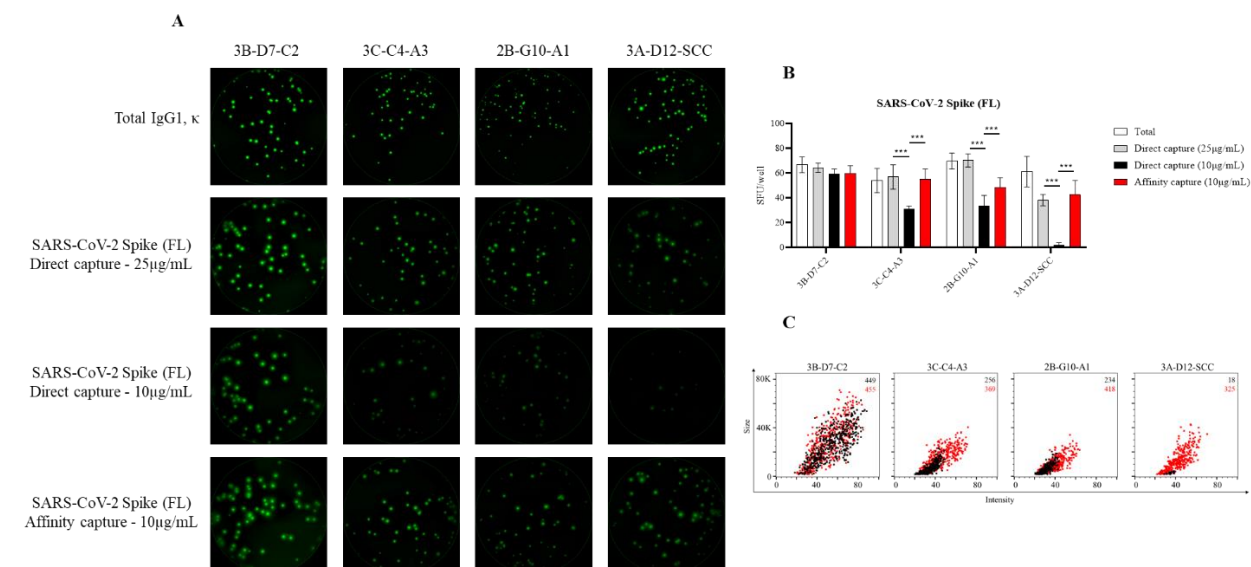 A
3B-D7-C2 3C-C4-A3 2B-G10-A1 3A-D12-SCC
Total IgG1, κ
SARS-CoV-2 Spike (FL)
Direct capture - 25µg/mL
SARS-CoV-2 Spike (FL)
Direct capture - 10µg/mL
SARS-CoV-2 Spike (FL)
Affinity capture - 10µg/mL
B
SARS-CoV-2 Spike (FL)
SFU/well
100
80
60
40
20
0
*** ***
*** ***
*** ***
3B-D7-C2
3C-C4-A3
2B-G10-A1
3A-D12-SCC
Total
Direct capture (25µg/mL)
Direct capture (10µg/mL)
Affinity capture (10µg/mL)
C
3B-D7-C2 3C-C4-A3 2B-G10-A1 3A-D12-SCC
449 256 234 18
455 369 418 325
Size
80K
40K
0
40 80 40 80 40 80 40 80
Intensity